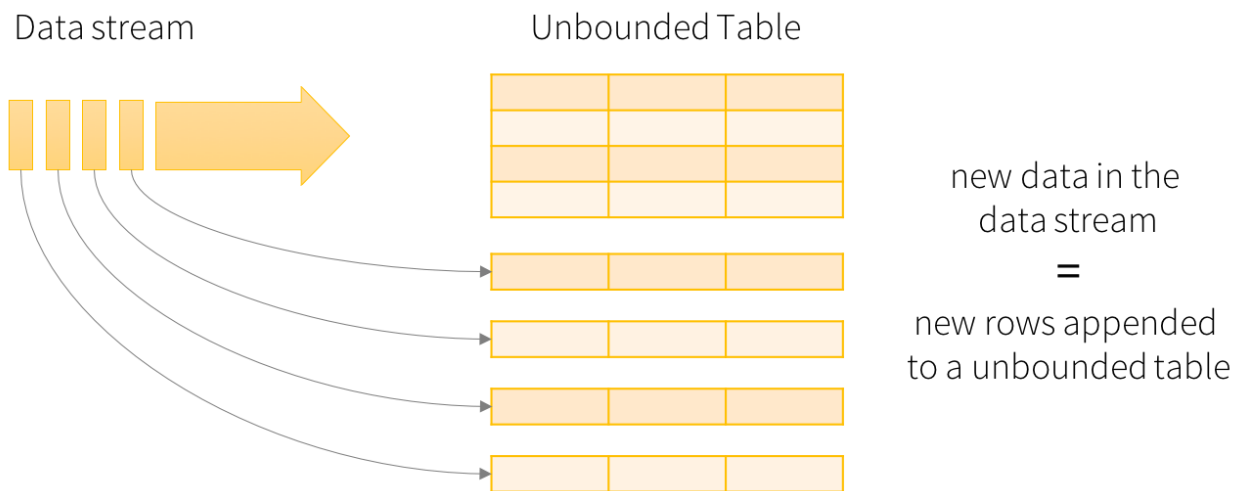 Data stream
Unbounded Table
new data in the
data stream
=
new rows appended
to a unbounded table